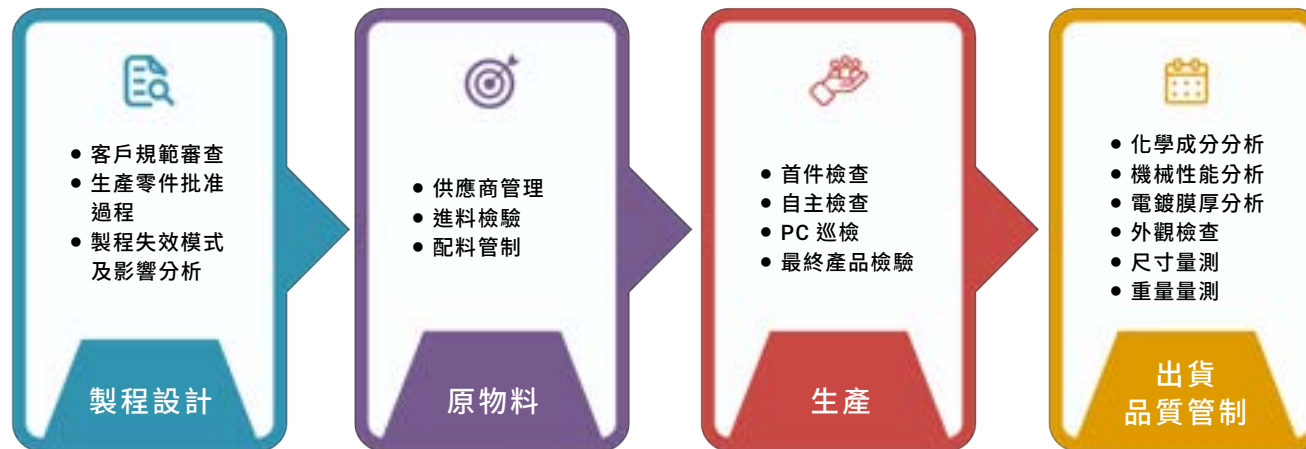 ● 客戶規範審查
● 生產零件批准
過程
● 製程失效模式
及影響分析
製程設計
● 供應商管理
● 進料檢驗
● 配料管制
原物料
● 首件檢查
● 自主檢查
● PC 巡檢
● 最終產品檢驗
生產
● 化學成分分析
● 機械性能分析
● 電鍍膜厚分析
● 外觀檢查
● 尺寸量測
● 重量量測
出貨
品質管制